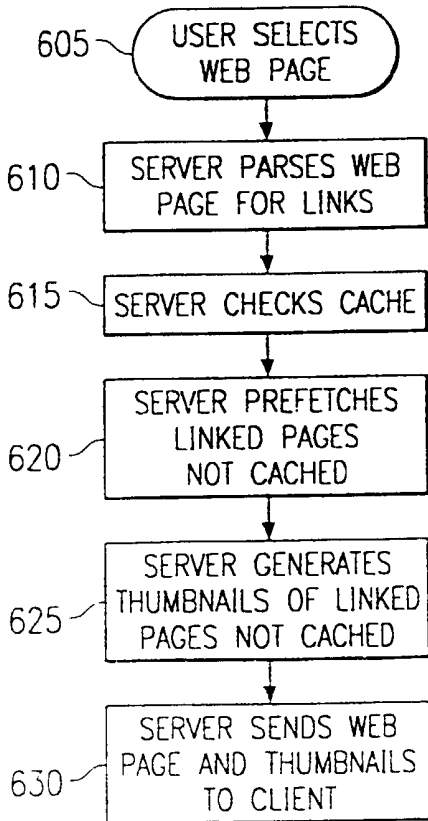 605
USER SELECTS
WEB PAGE
610
SERVER PARSES WEB
PAGE FOR LINKS
615
SERVER CHECKS CACHE
620
SERVER PREFETCHES
LINKED PAGES
NOT CACHED
625
SERVER GENERATES
THUMBNAILS OF LINKED
PAGES NOT CACHED
630
SERVER SENDS WEB
PAGE AND THUMBNAILS
TO CLIENT